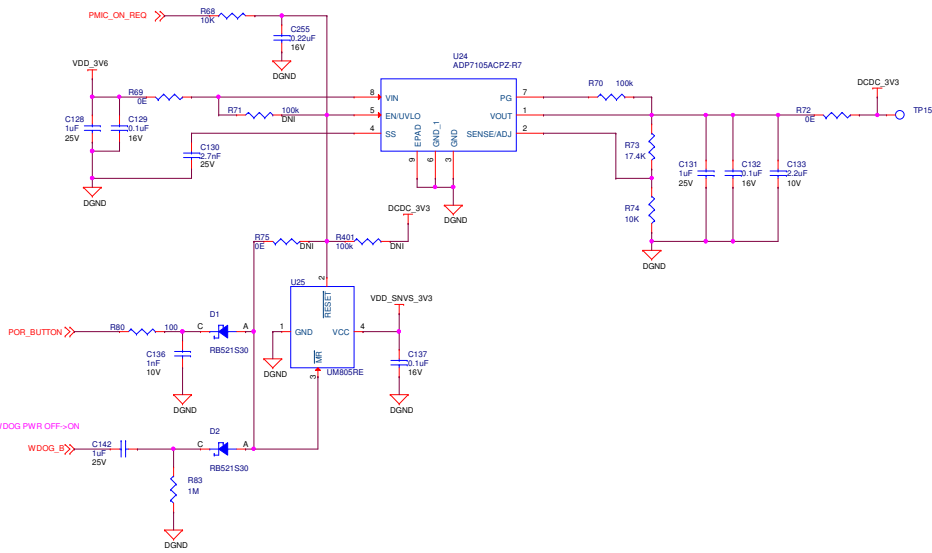 PMIC_ON_REQ
R68
10K
C255
0.22uF
16V
DGND
U24
ADP7105ACPZ-R7
VDD_3V6
R69
0E
R71
100k
DNI
C128
1uF
25V
C129
0.1uF
16V
C130
2.7nF
25V
DGND
8
VIN
5
EN/UVLO
4
SS
PG
7
VOUT
1
SENSE/ADJ
2
EPAD
GND_1
GND
9
6
3
DGND
R70
100k
R73
17.4K
R74
10K
C131
1uF
25V
C132
0.1uF
16V
C133
2.2uF
10V
R72
0E
DCDC_3V3
TP15
DGND
DCDC_3V3
R75
0E
DNI
R401
100k
DNI
U25
2
RESET
1
GND
VCC
4
MR
3
UM805RE
DGND
VDD_SNVS_3V3
C137
0.1uF
16V
DGND
POR_BUTTON
R80
100
C136
1nF
10V
DGND
D1
C
A
RB521S30
DOG PWR OFF->ON
WDOG_B
C142
1uF
25V
D2
C
A
RB521S30
R83
1M
DGND